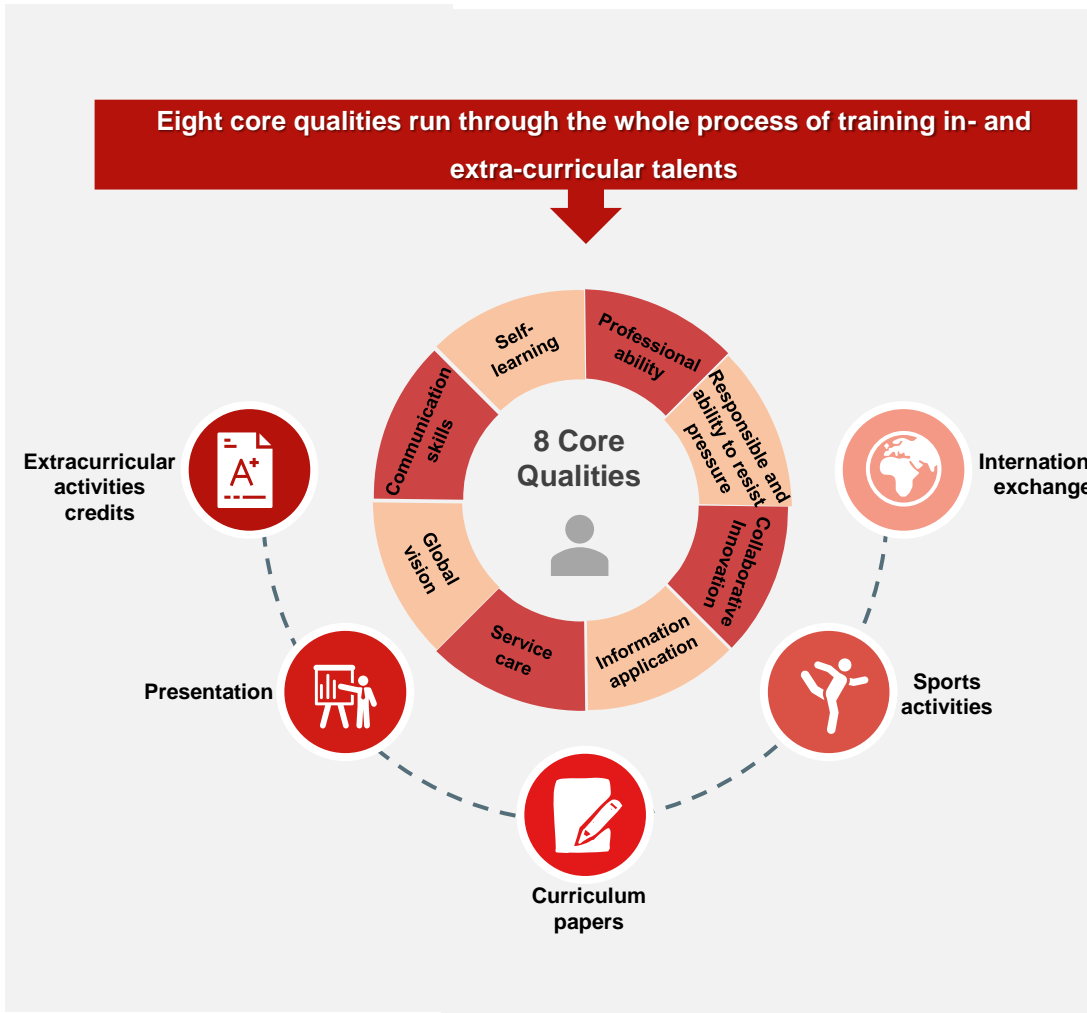 Eight core qualities run through the whole process of training in- and
extra-curricular talents
Self-
learning
Professional
ability
Responsible and
ability to resist
pressure
Collaborative
Innovation
Information
application
Service
care
Global
vision
Communication
skills
8 Core
Qualities
Extracurricular
activities
credits
A+
Presentation
Curriculum
papers
Sports
activities
Internation
exchange